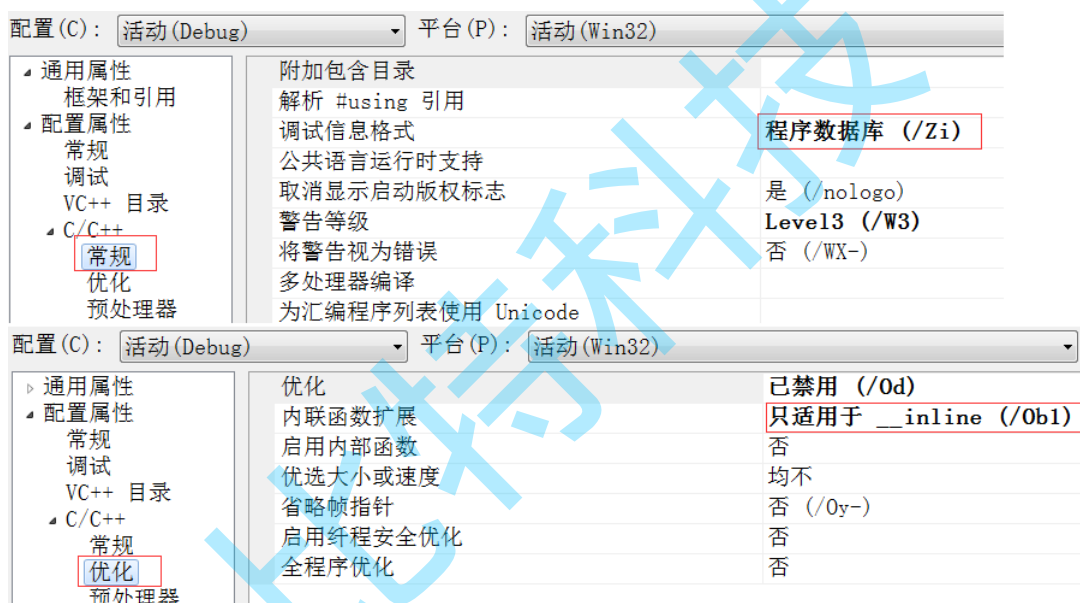 配置(C): 活动(Debug) 平台(P): 活动(Win32)
通用属性
框架和引用
配置属性
常规
调试
VC++ 目录
C/C++
常规
优化
预处理器
附加包含目录
解析 #using 引用
调试信息格式 程序数据库 (/Zi)
公共语言运行时支持
取消显示启动版权标志 是 (/nologo)
警告等级 Level3 (/W3)
将警告视为错误 否 (/WX-)
多处理器编译
为汇编程序列表使用 Unicode
配置(C): 活动(Debug) 平台(P): 活动(Win32)
通用属性
配置属性
常规
调试
VC++ 目录
C/C++
常规
优化
预处理器
优化 已禁用 (/Od)
内联函数扩展 只适用于 __inline (/Ob1)
启用内部函数 否
优选大小或速度 均不
省略帧指针 否 (/Oy-)
启用纤程安全优化 否
全程序优化 否
比特科技